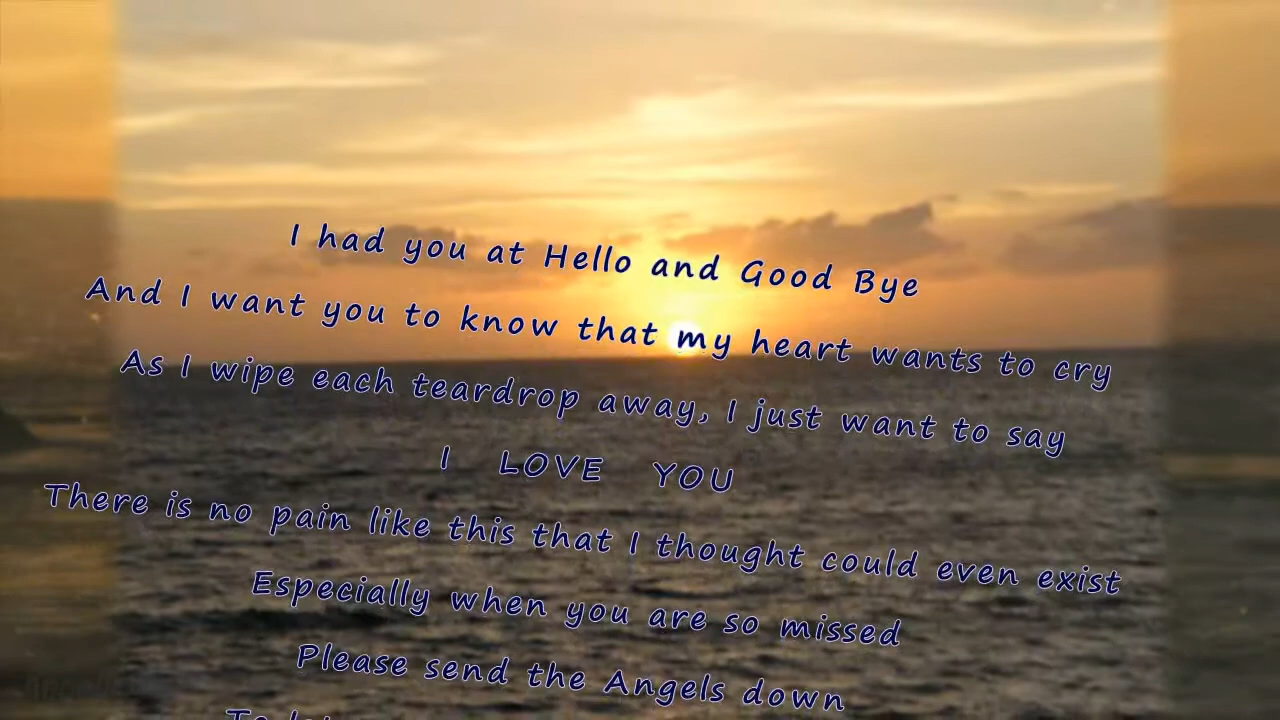 I had you at Hello and Good Bye
And I want you to know that my heart wants to cry
As I wipe each teardrop away, I just want to say
I LOVE YOU
There is no pain like this that I thought could even exist
Especially when you are so missed
Please send the Angels down
To